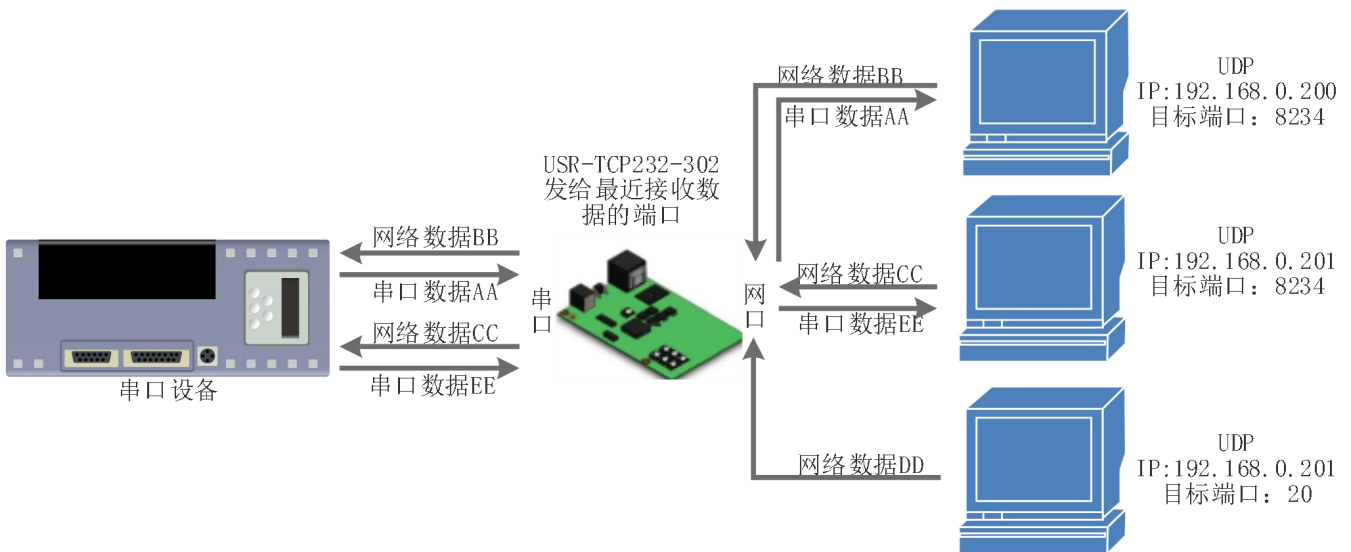 网络数据BB
串口数据AA
UDP
IP:192.168.0.200
目标端口：8234
USR-TCP232-302
发给最近接收数
据的端口
网络数据BB
串口数据AA
网络数据CC
串口数据EE
串口设备
串
口
网
口
网络数据CC
串口数据EE
UDP
IP:192.168.0.201
目标端口：8234
网络数据DD
UDP
IP:192.168.0.201
目标端口：20